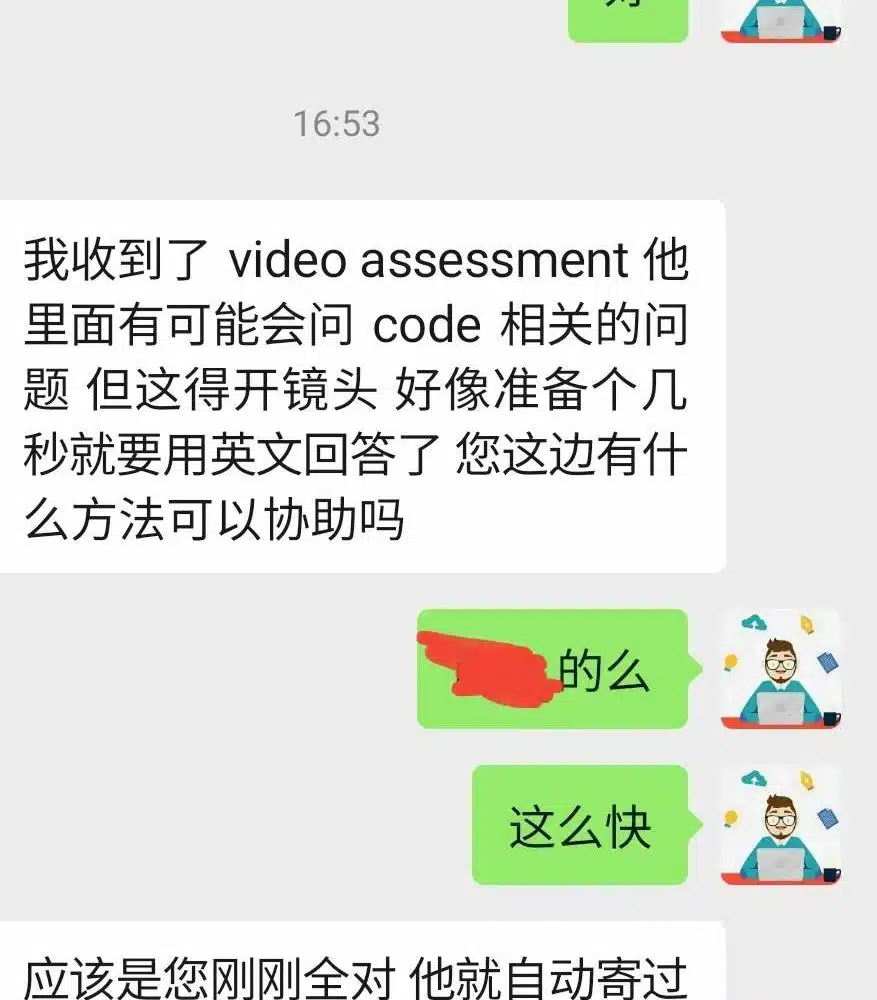 对
16:53
我收到了 video assessment 他
里面有可能会问 code 相关的问
题 但这得开镜头 好像准备个几
秒就要用英文回答了 您这边有什
么方法可以协助吗
的么
这么快
应该是您刚刚全对 他就自动寄过